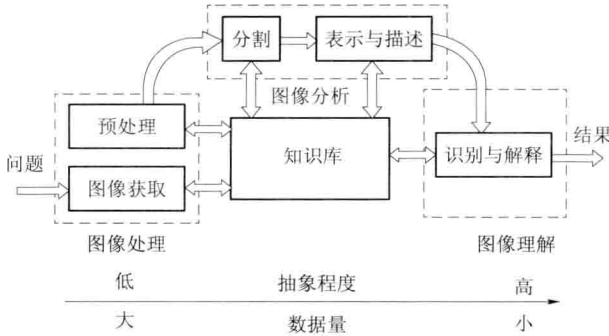 分割
表示与描述
图像分析
预处理
知识库
识别与解释
结果
问题
图像获取
图像处理
图像理解
低 抽象程度 高
大 数据量 小